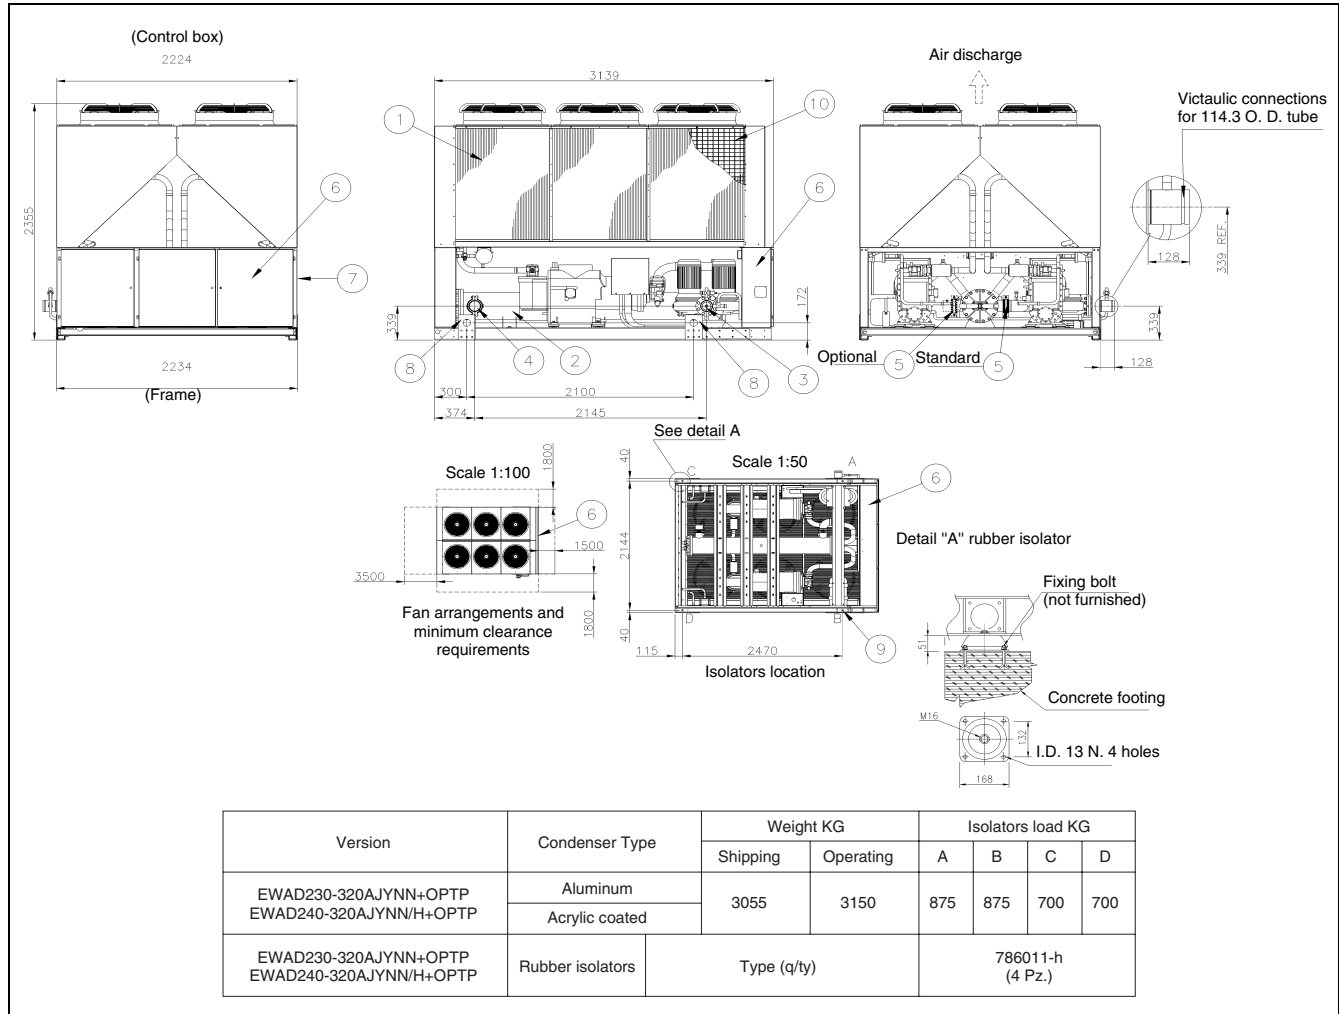 (Control box)
2224
2355
6
7
339
2234
(Frame)
3139
1
10
6
172
339
8
4
2
8
3
300
2100
374
2145
Air discharge
Victaulic connections
for 114.3 O. D. tube
128
339 REF.
339
128
Optional
5
Standard
5
See detail A
Scale 1:100
1800
6
1500
3500
1800
Fan arrangements and
minimum clearance
requirements
Scale 1:50
40
C
A
6
2144
40
D
B
9
115
2470
Isolators location
Detail "A" rubber isolator
Fixing bolt
(not furnished)
51
Concrete footing
M16
132
I.D. 13 N. 4 holes
168
Version
Condenser Type
Weight KG
Isolators load KG
Shipping
Operating
A
B
C
D
EWAD230-320AJYNN+OPTP
EWAD240-320AJYNN/H+OPTP
Aluminum
Acrylic coated
3055
3150
875
875
700
700
EWAD230-320AJYNN+OPTP
EWAD240-320AJYNN/H+OPTP
Rubber isolators
Type (q/ty)
786011-h
(4 Pz.)